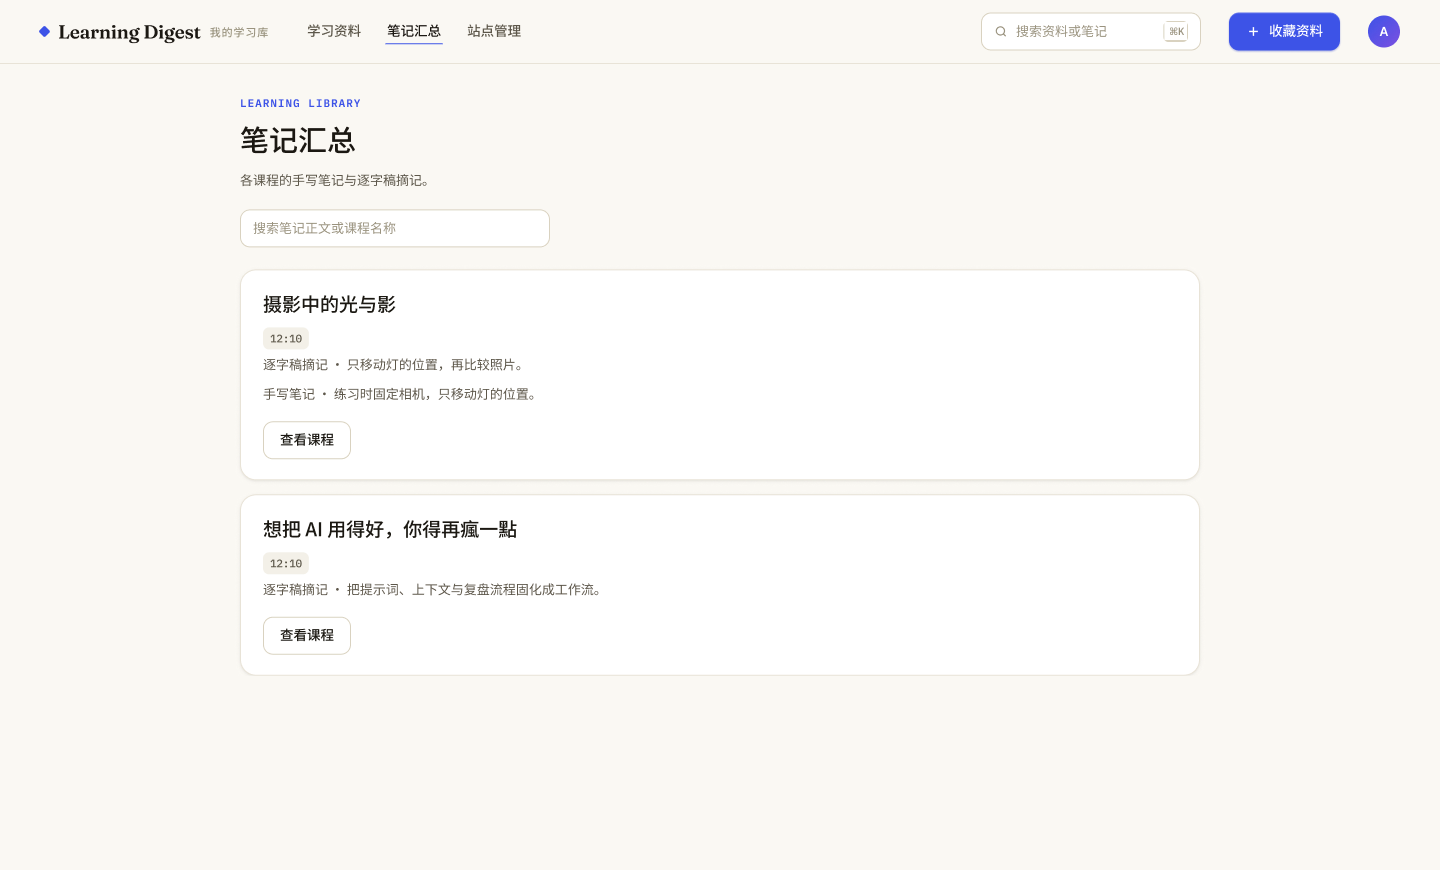 Learning Digest 我的学习库 学习资料 笔记汇总 站点管理 搜索资料或笔记 ⌘K + 收藏资料 A
LEARNING LIBRARY
笔记汇总
各课程的手写笔记与逐字稿摘记。
搜索笔记正文或课程名称
摄影中的光与影
12:10
逐字稿摘记 · 只移动灯的位置，再比较照片。
手写笔记 · 练习时固定相机，只移动灯的位置。
查看课程
想把 AI 用得好，你得再瘋一點
12:10
逐字稿摘记 · 把提示词、上下文与复盘流程固化成工作流。
查看课程